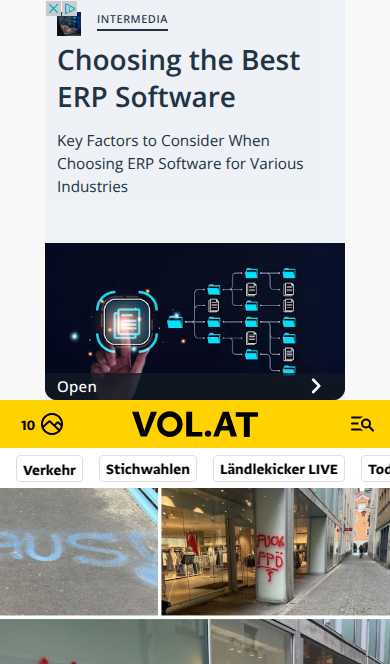 INTERMEDIA
Choosing the Best
ERP Software
Key Factors to Consider When
Choosing ERP Software for Various
Industries
Open
10
VOL.AT
Verkehr
Stichwahlen
Ländlekicker LIVE
Tod
AUS
FUCK
FPÖ